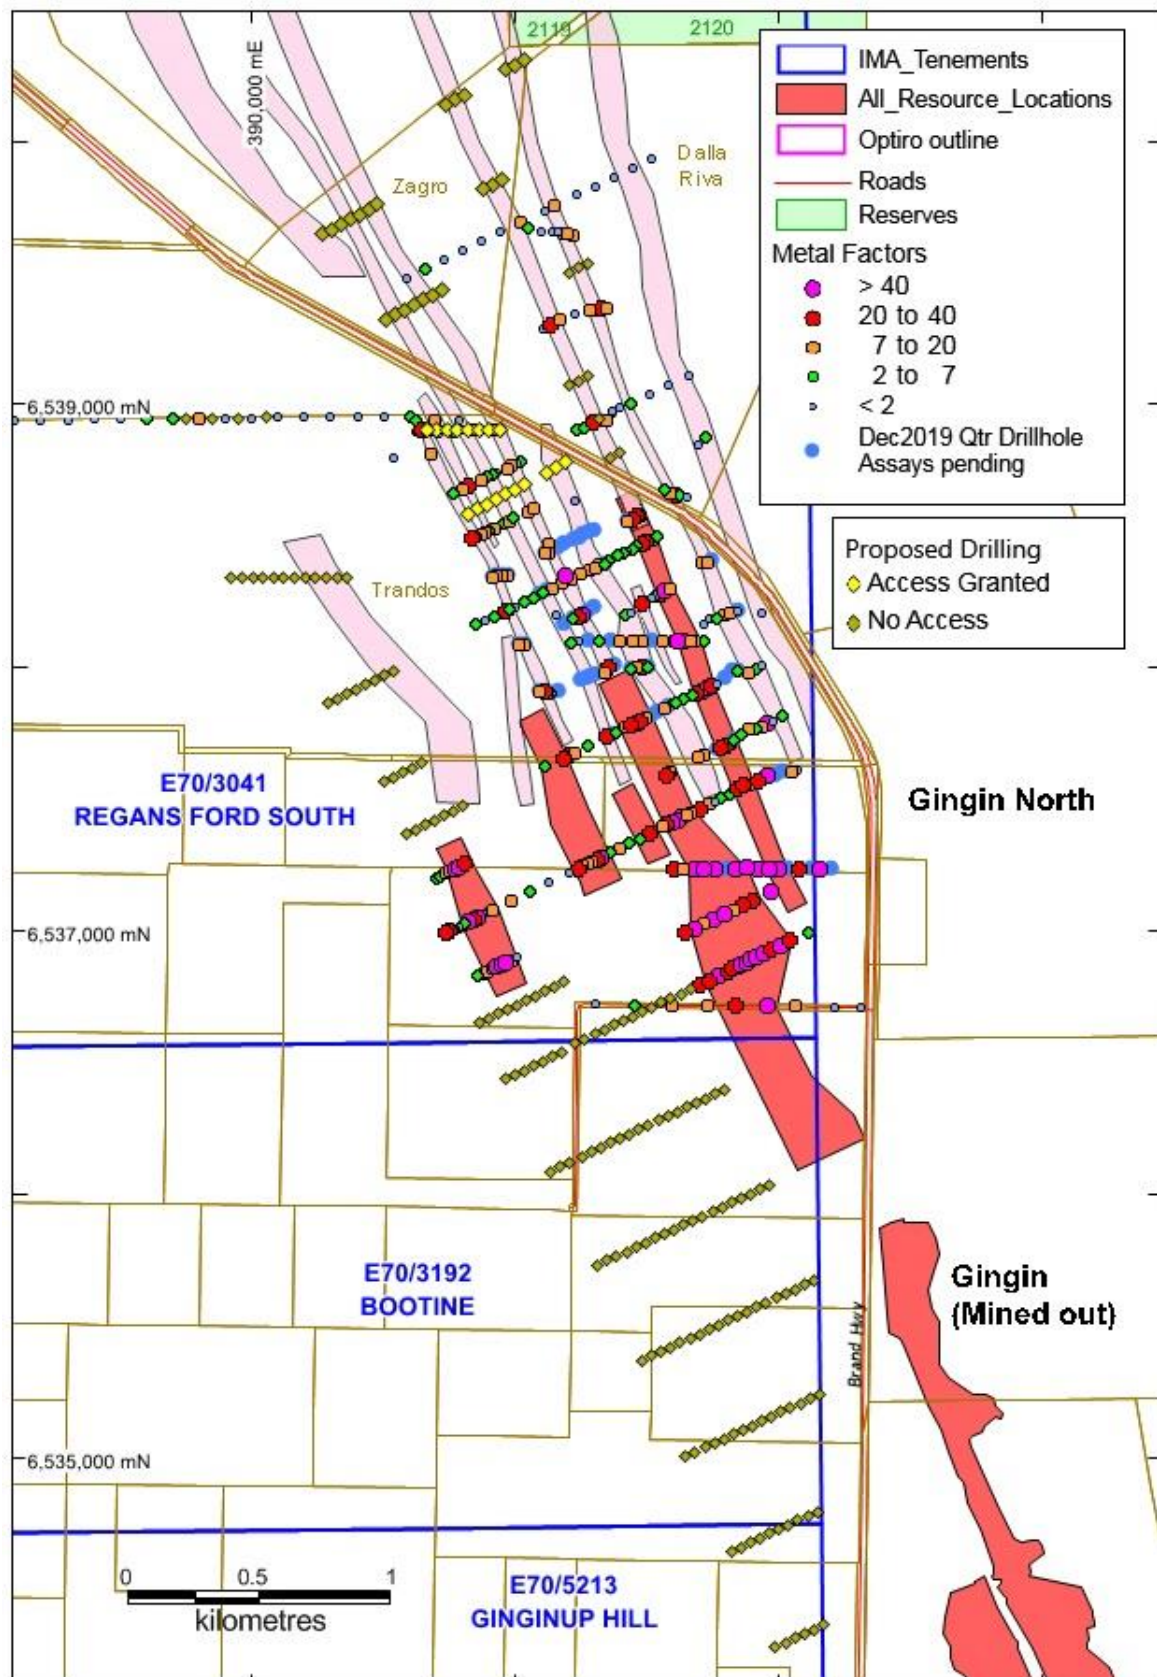 2119
2120
390,000 mE
IMA_Tenements
All_Resource_Locations
Optiro outline
Roads
Reserves
Metal Factors
> 40
20 to 40
7 to 20
2 to 7
< 2
Dec2019 Qtr Drillhole
Assays pending
Dalla
Riva
Zagro
6,539,000 mN
Proposed Drilling
Access Granted
No Access
Trandos
E70/3041
REGANS FORD SOUTH
Gingin North
6,537,000 mN
E70/3192
BOOTINE
Gingin
(Mined out)
Brand Hwy
6,535,000 mN
0 0.5 1
kilometres
E70/5213
GINGINUP HILL